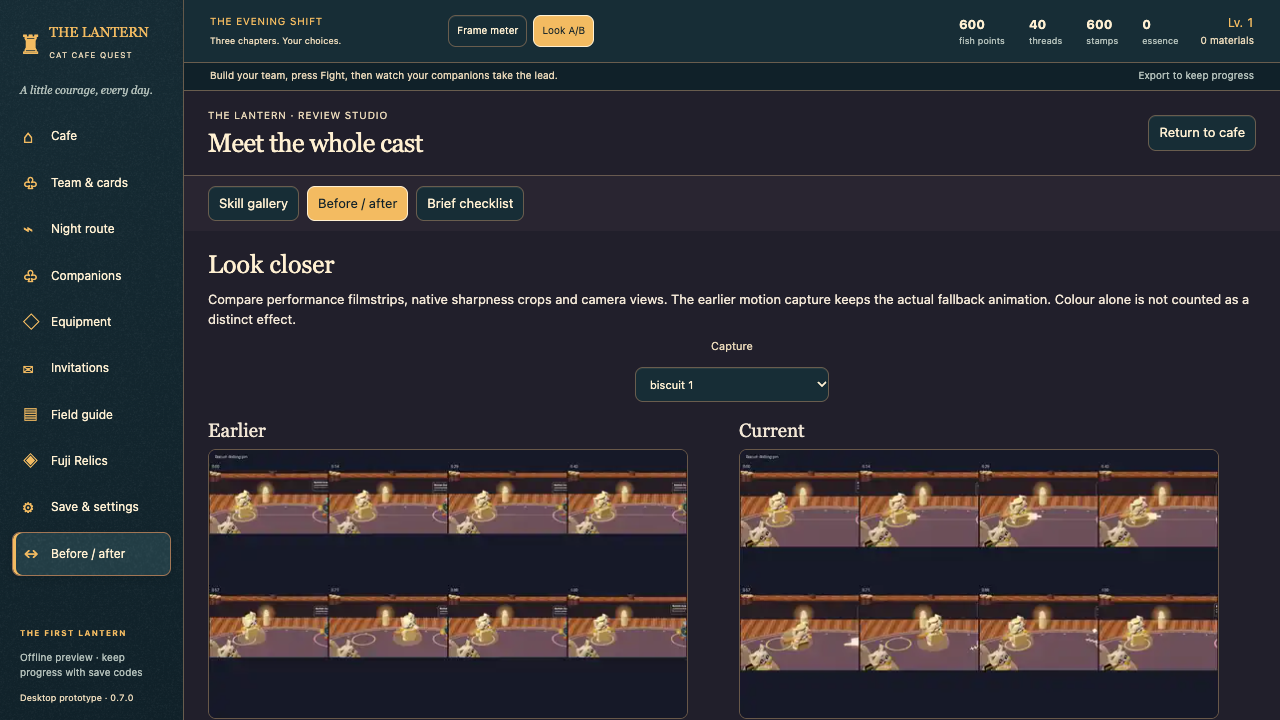 THE LANTERN
CAT CAFE QUEST
A little courage, every day.
Cafe
Team & cards
Night route
Companions
Equipment
Invitations
Field guide
Fuji Relics
Save & settings
Before / after
THE FIRST LANTERN
Offline preview · keep
progress with save codes
Desktop prototype · 0.7.0
THE EVENING SHIFT
Three chapters. Your choices.
Frame meter
Look A/B
600
fish points
40
threads
600
stamps
0
essence
Lv. 1
0 materials
Build your team, press Fight, then watch your companions take the lead.
Export to keep progress
THE LANTERN · REVIEW STUDIO
Meet the whole cast
Return to cafe
Skill gallery
Before / after
Brief checklist
Look closer
Compare performance filmstrips, native sharpness crops and camera views. The earlier motion capture keeps the actual fallback animation. Colour alone is not counted as a
distinct effect.
Capture
biscuit 1
Earlier
Current